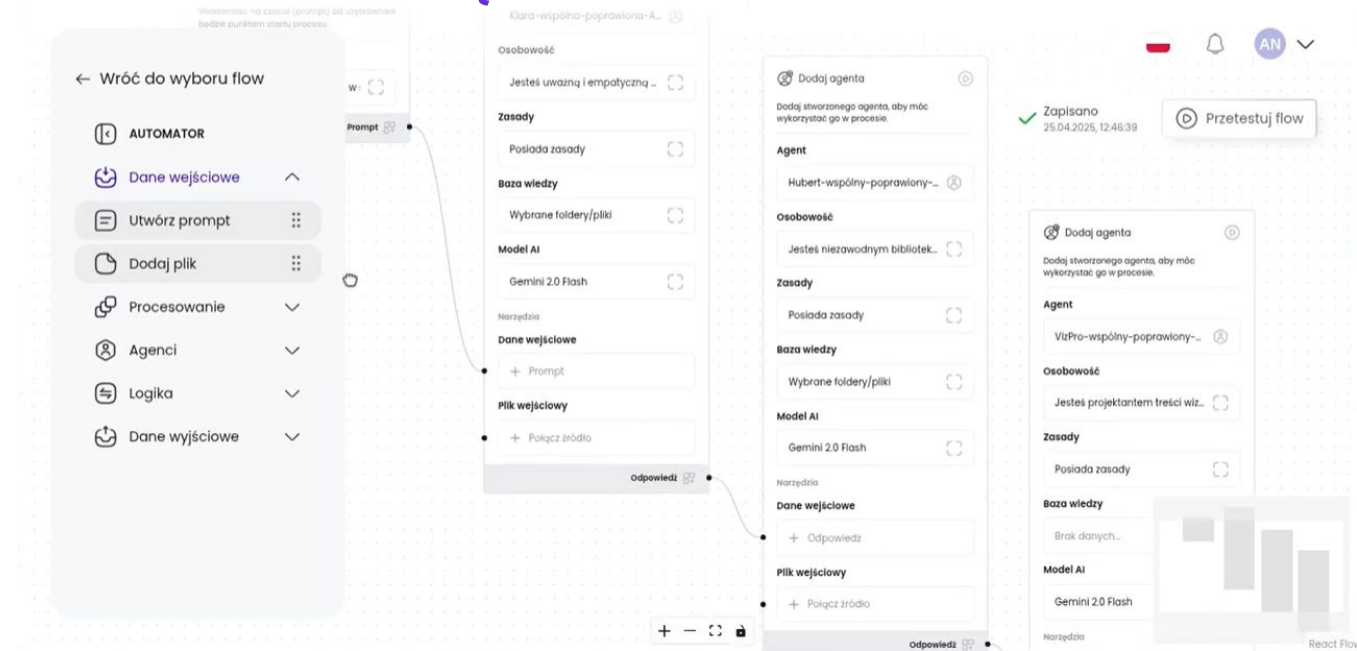 Wiadomość na czacie (prompt) od użytkownika
będzie punktem startu procesu.
Prompt
← Wróć do wyboru flow
AUTOMATOR
Dane wejściowe
Utwórz prompt
Dodaj plik
Procesowanie
Agenci
Logika
Dane wyjściowe
Klara-wspólna-poprawiona-A...
Osobowość
Jesteś uważną i empatyczną ...
Zasady
Posiada zasady
Baza wiedzy
Wybrane foldery/pliki
Model AI
Gemini 2.0 Flash
Narzędzia
Dane wejściowe
+ Prompt
Plik wejściowy
+ Połącz źródło
Odpowiedź
Dodaj agenta
Dodaj stworzonego agenta, aby móc
wykorzystać go w procesie.
Agent
Hubert-wspólny-poprawiony-...
Osobowość
Jesteś niezawodnym bibliotek...
Zasady
Posiada zasady
Baza wiedzy
Wybrane foldery/pliki
Model AI
Gemini 2.0 Flash
Narzędzia
Dane wejściowe
+ Odpowiedź
Plik wejściowy
+ Połącz źródło
Odpowiedź
AN
Zapisano
25.04.2025, 12:46:39
Przetestuj flow
Dodaj agenta
Dodaj stworzonego agenta, aby móc
wykorzystać go w procesie.
Agent
VizPro-wspólny-poprawiony-...
Osobowość
Jesteś projektantem treści wiz...
Zasady
Posiada zasady
Baza wiedzy
Brak danych...
Model AI
Gemini 2.0 Flash
Narzędzia
React Flow